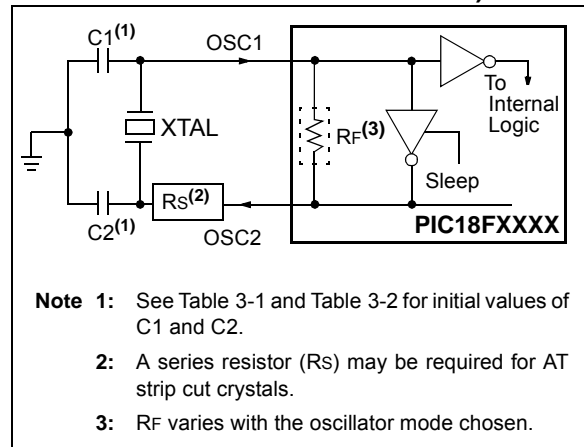 C1(1)
OSC1
To
Internal
Logic
XTAL
RF(3)
Sleep
C2(1)
RS(2)
OSC2
PIC18FXXXX
Note 1: See Table 3-1 and Table 3-2 for initial values of
C1 and C2.
2: A series resistor (RS) may be required for AT
strip cut crystals.
3: RF varies with the oscillator mode chosen.